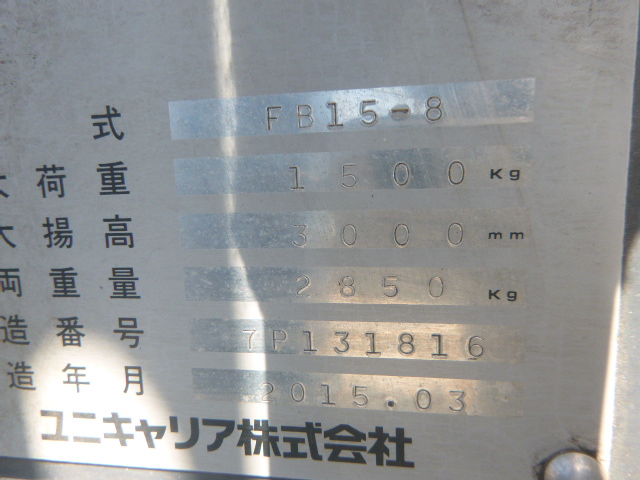 式 FB15-8
大荷重 1500 Kg
大揚高 3000 mm
両重量 2850 Kg
造番号 7P131816
造年月 2015.03
ユニキャリア株式会社